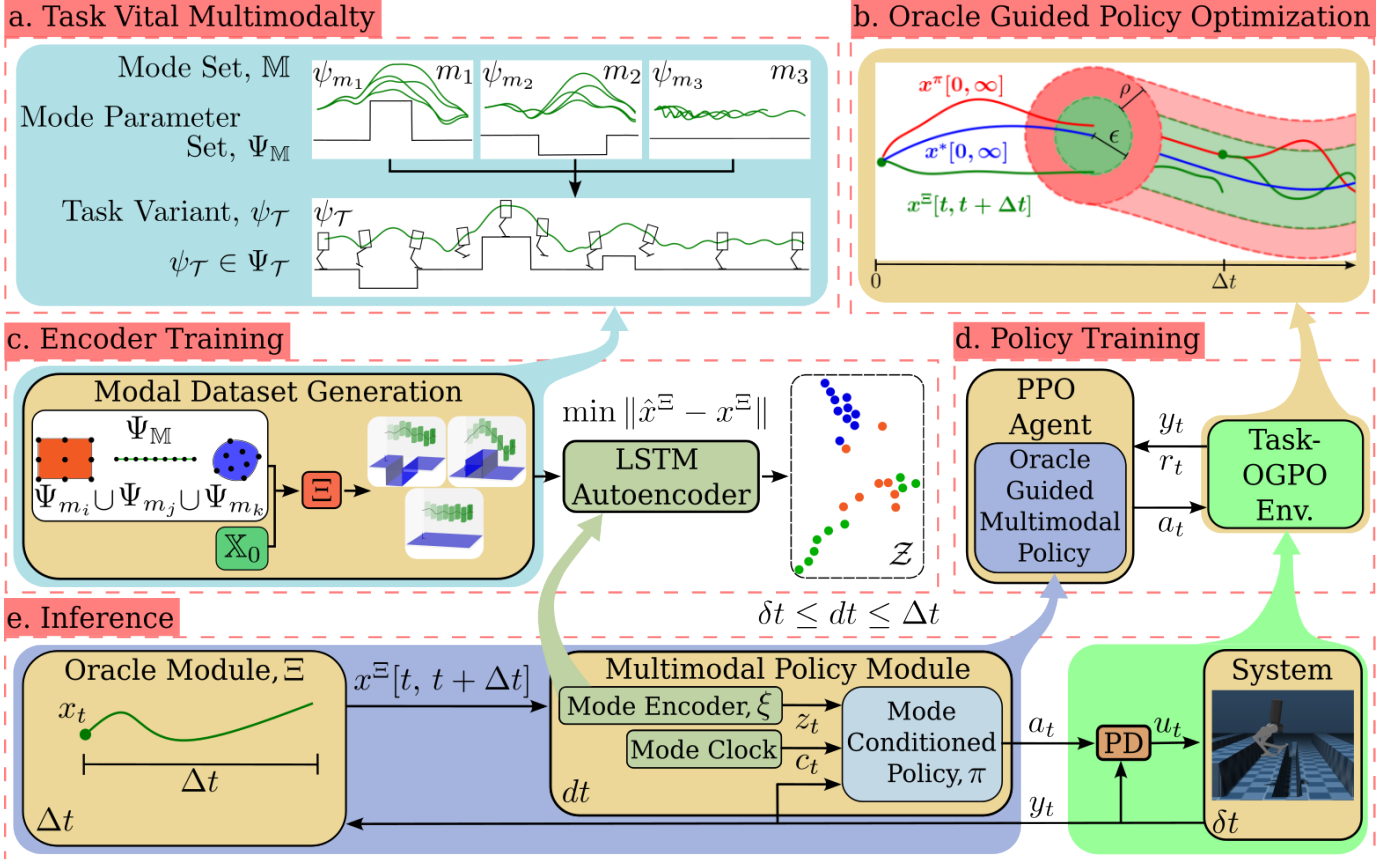 a. Task Vital Multimodalty
Mode Set, 𝕄
Mode Parameter
Set, Ψ_𝕄
ψ_{m_1} m_1
ψ_{m_2} m_2
ψ_{m_3} m_3
Task Variant, ψ_𝒯
ψ_𝒯 ∈ Ψ_𝒯
ψ_𝒯
b. Oracle Guided Policy Optimization
x^π[0, ∞]
x^*[0, ∞]
x^Ξ[t, t + Δt]
ρ
ϵ
0
Δt
c. Encoder Training
Modal Dataset Generation
Ψ_𝕄
Ψ_{m_i} ∪ Ψ_{m_j} ∪ Ψ_{m_k}
𝕏_0
Ξ
min ‖x̂^Ξ − x^Ξ‖
LSTM
Autoencoder
𝒵
d. Policy Training
PPO
Agent
Oracle
Guided
Multimodal
Policy
y_t
r_t
a_t
Task-
OGPO
Env.
δt ≤ dt ≤ Δt
e. Inference
Oracle Module, Ξ
x_t
Δt
Δt
x^Ξ[t, t + Δt]
Multimodal Policy Module
Mode Encoder, ξ
z_t
Mode Clock
c_t
Mode
Conditioned
Policy, π
dt
a_t
PD
u_t
y_t
System
δt